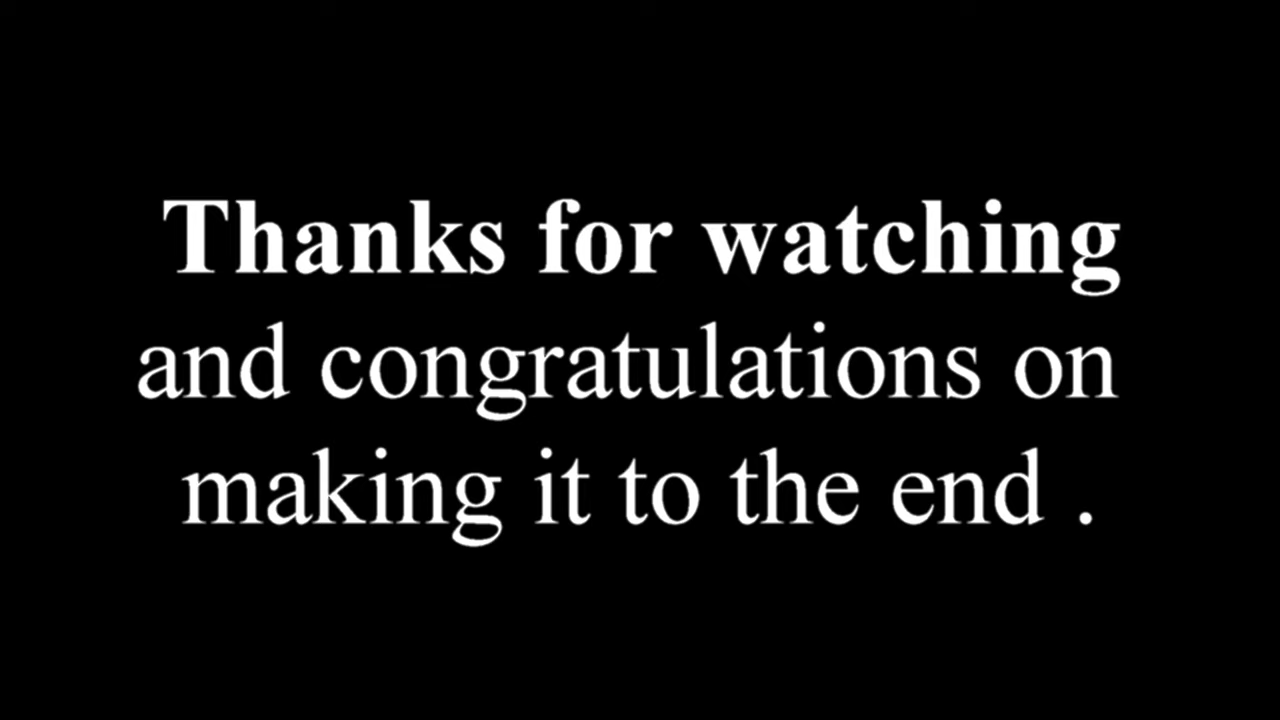 Thanks for watching
and congratulations on
making it to the end .